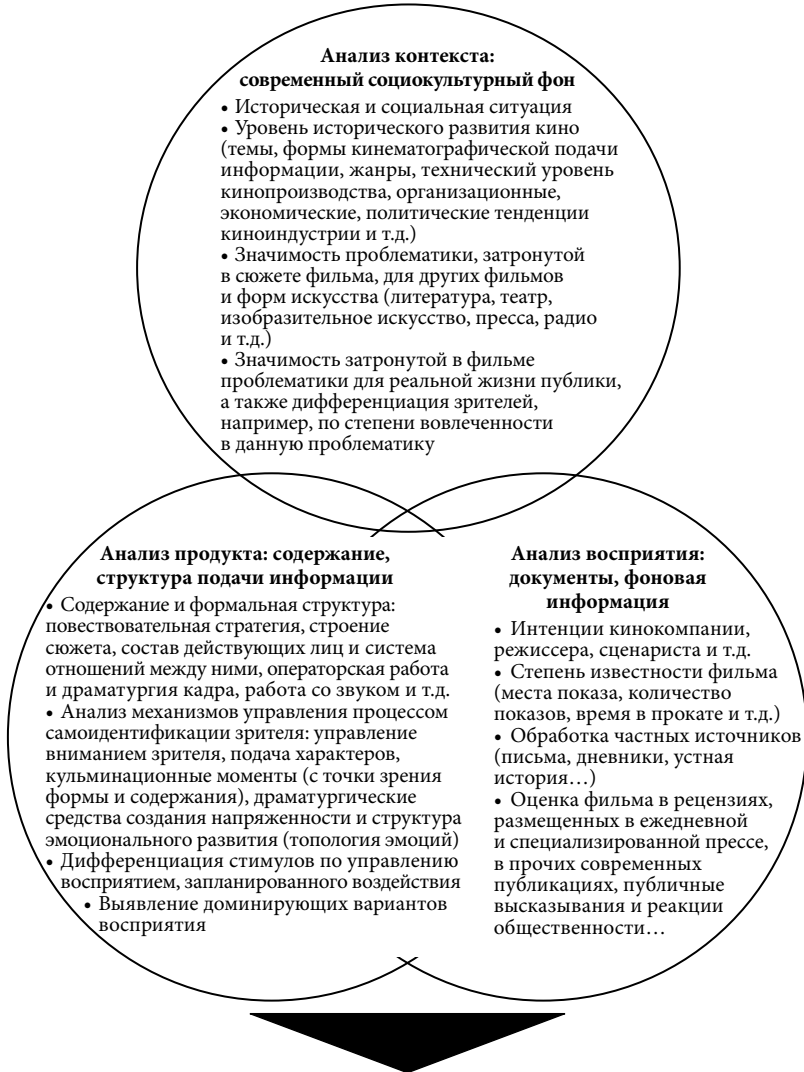 Анализ контекста:
современный социокультурный фон
• Историческая и социальная ситуация
• Уровень исторического развития кино
(темы, формы кинематографической подачи
информации, жанры, технический уровень
кинопроизводства, организационные,
экономические, политические тенденции
киноиндустрии и т.д.)
• Значимость проблематики, затронутой
в сюжете фильма, для других фильмов
и форм искусства (литература, театр,
изобразительное искусство, пресса, радио
и т.д.)
• Значимость затронутой в фильме
проблематики для реальной жизни публики,
а также дифференциация зрителей,
например, по степени вовлеченности
в данную проблематику
Анализ продукта: содержание,
структура подачи информации
• Содержание и формальная структура:
повествовательная стратегия, строение
сюжета, состав действующих лиц и система
отношений между ними, операторская работа
и драматургия кадра, работа со звуком и т.д.
• Анализ механизмов управления процессом
самоидентификации зрителя: управление
вниманием зрителя, подача характеров,
кульминационные моменты (с точки зрения
формы и содержания), драматургические
средства создания напряженности и структура
эмоционального развития (топология эмоций)
• Дифференциация стимулов по управлению
восприятием, запланированного воздействия
• Выявление доминирующих вариантов
восприятия
Анализ восприятия:
документы, фоновая
информация
• Интенции кинокомпании,
режиссера, сценариста и т.д.
• Степень известности фильма
(места показа, количество
показов, время в прокате и т.д.)
• Обработка частных источников
(письма, дневники, устная
история…)
• Оценка фильма в рецензиях,
размещенных в ежедневной
и специализированной прессе,
в прочих современных
публикациях, публичные
высказывания и реакции
общественности…